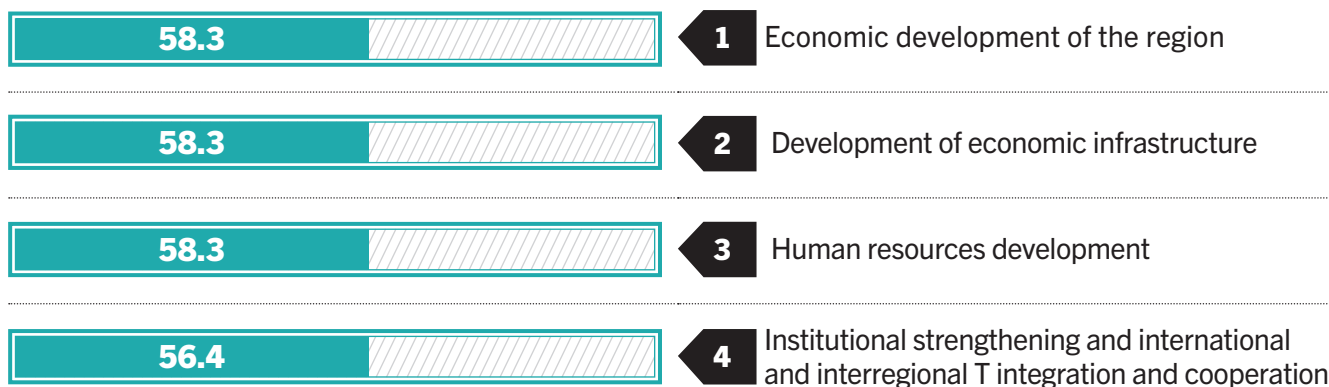 58.3 1 Economic development of the region
58.3 2 Development of economic infrastructure
58.3 3 Human resources development
56.4 4 Institutional strengthening and international
and interregional T integration and cooperation